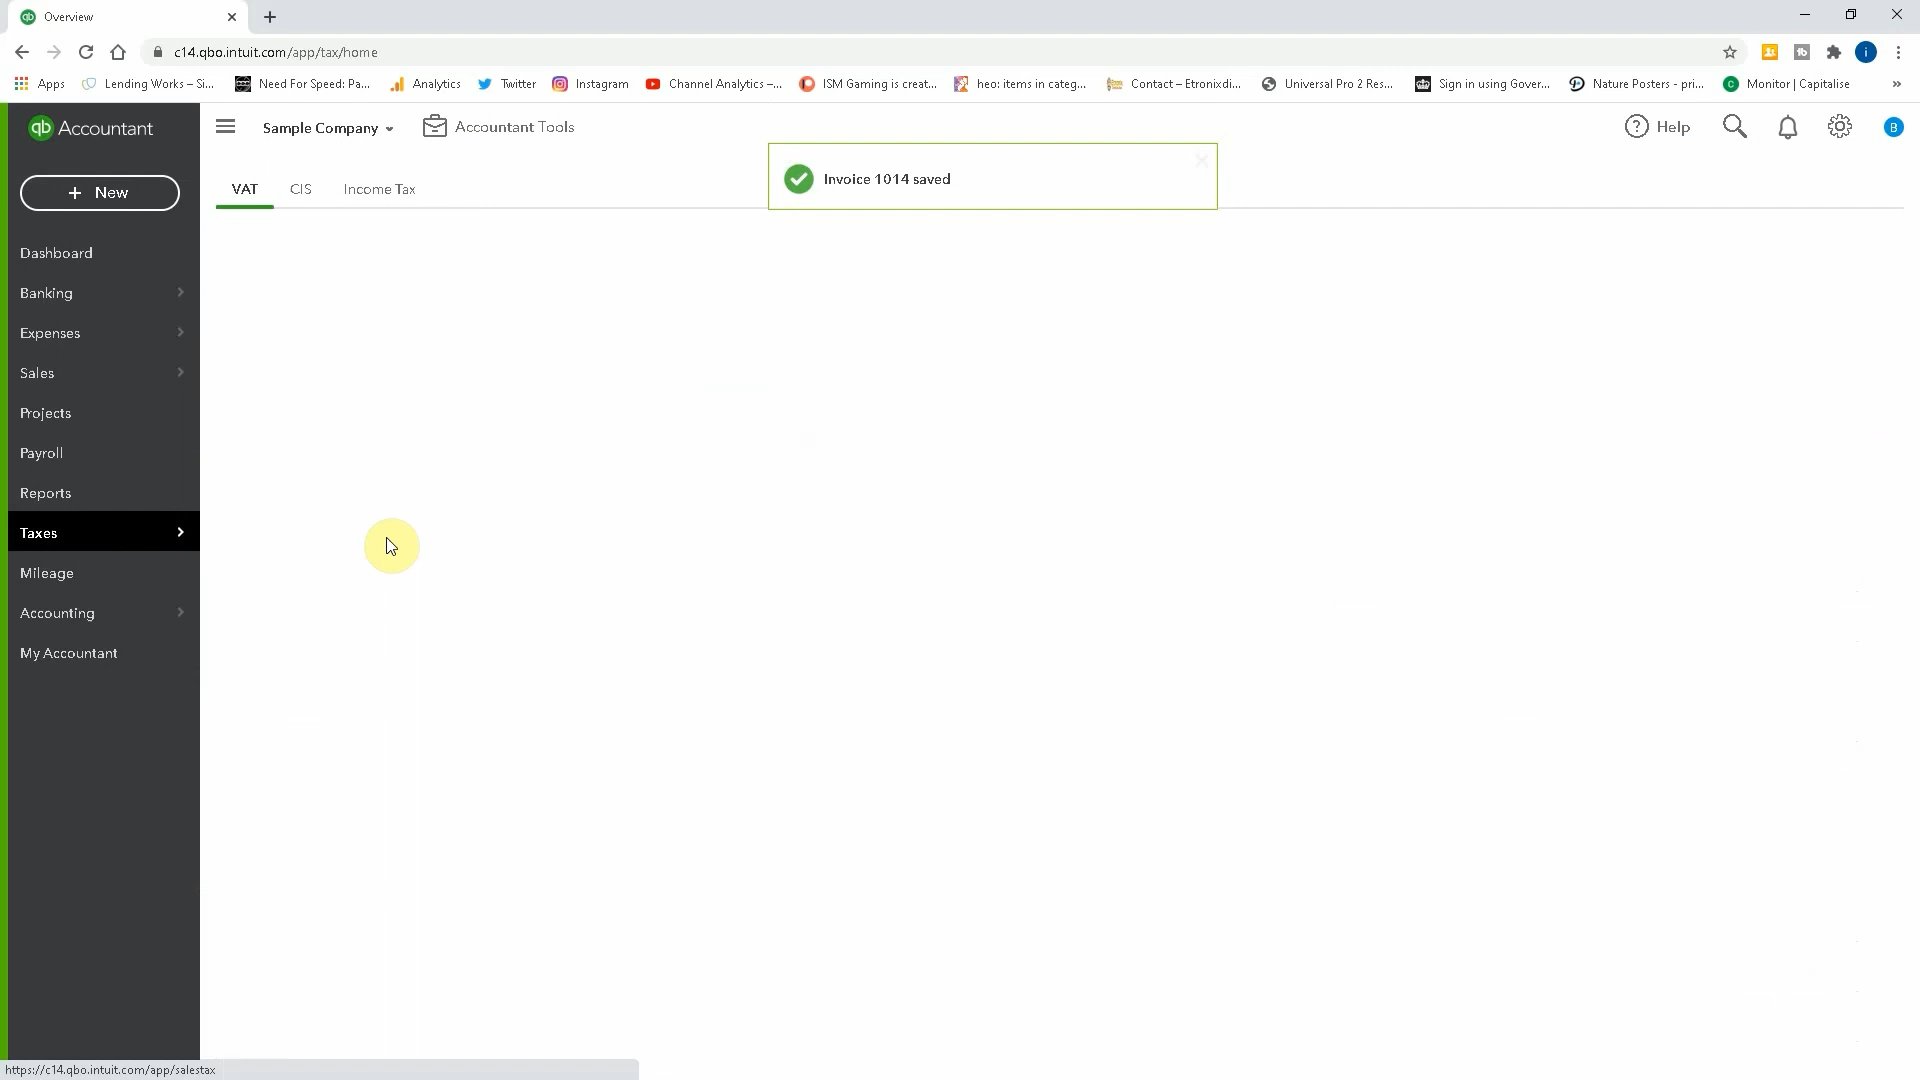 Overview
c14.qbo.intuit.com/app/tax/home
Apps Lending Works – Si... Need For Speed: Pa... Analytics Twitter Instagram Channel Analytics –... ISM Gaming is creat... heo: items in categ... Contact – Etronixdi... Universal Pro 2 Res... Sign in using Gover... Nature Posters - pri... Monitor | Capitalise »
qb Accountant Sample Company Accountant Tools Help B
Invoice 1014 saved
+ New
VAT CIS Income Tax
Dashboard
Banking
Expenses
Sales
Projects
Payroll
Reports
Taxes
Mileage
Accounting
My Accountant
https://c14.qbo.intuit.com/app/salestax